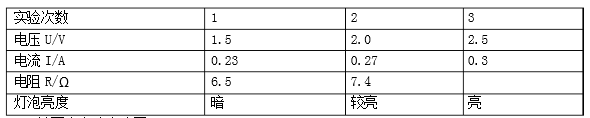 实验次数 1 2 3
电压 U/V 1.5 2.0 2.5
电流 I/A 0.23 0.27 0.3
电阻 R/Ω 6.5 7.4
灯泡亮度 暗 较亮 亮